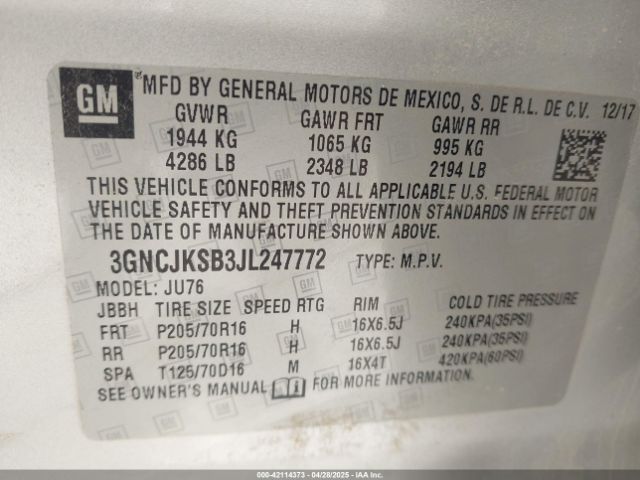 GM
MFD BY GENERAL MOTORS DE MEXICO, S. DE R.L. DE C.V. 12/17
GVWR GAWR FRT GAWR RR
1944 KG 1065 KG 995 KG
4286 LB 2348 LB 2194 LB
THIS VEHICLE CONFORMS TO ALL APPLICABLE U.S. FEDERAL MOTOR
VEHICLE SAFETY AND THEFT PREVENTION STANDARDS IN EFFECT ON
THE DATE OF MANUFACTURE SHOWN ABOVE.
3GNCJKSB3JL247772 TYPE: M.P.V.
MODEL: JU76
JBBH TIRE SIZE SPEED RTG RIM COLD TIRE PRESSURE
FRT P205/70R16 H 16X6.5J 240KPA(35PSI)
RR P205/70R16 H 16X6.5J 240KPA(35PSI)
SPA T125/70D16 M 16X4T 420KPA(60PSI)
SEE OWNER'S MANUAL FOR MORE INFORMATION
000-42114373 - 04/28/2025 - IAA Inc.